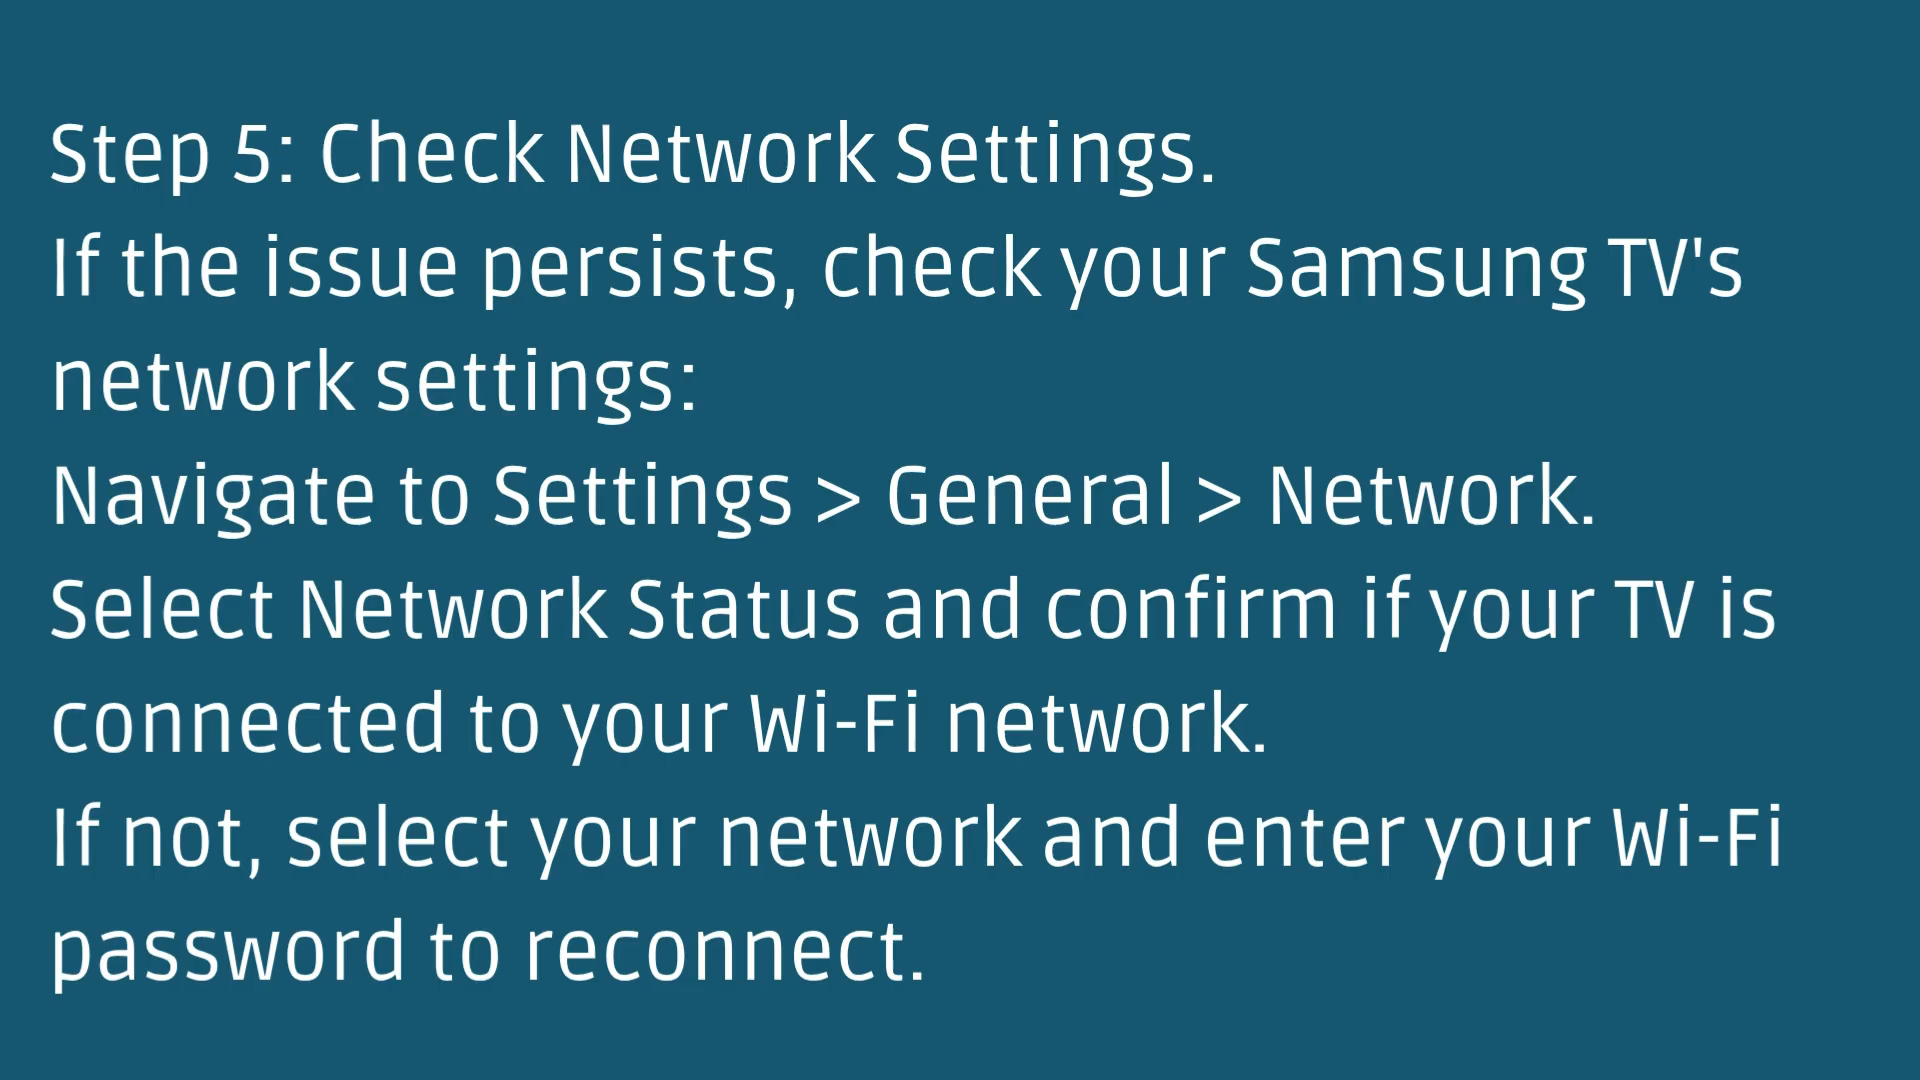 Step 5: Check Network Settings.
If the issue persists, check your Samsung TV's
network settings:
Navigate to Settings > General > Network.
Select Network Status and confirm if your TV is
connected to your Wi-Fi network.
If not, select your network and enter your Wi-Fi
password to reconnect.